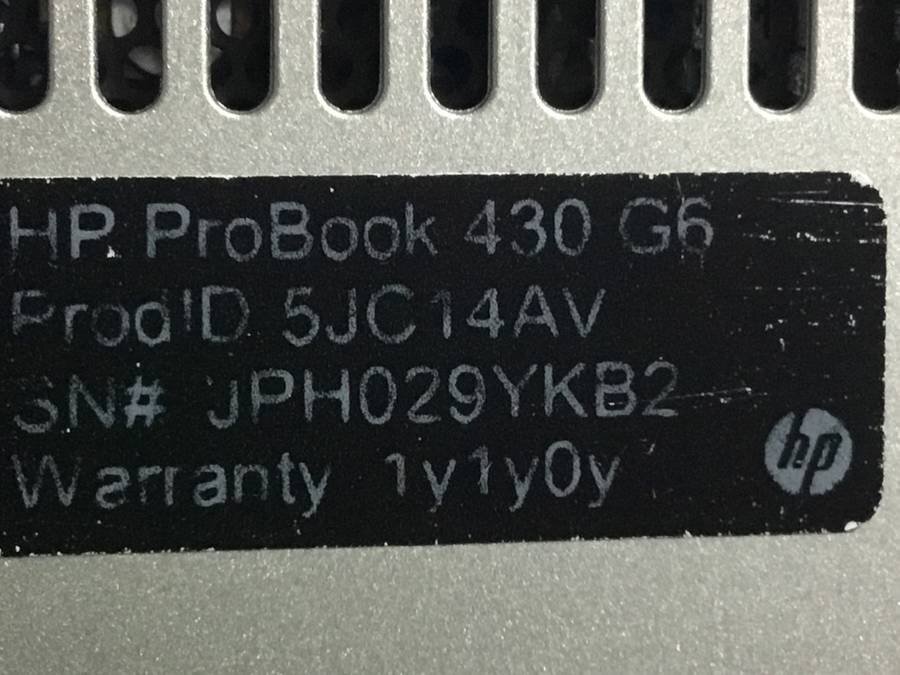 HP ProBook 430 G6
ProdID 5JC14AV
SN# JPH029YKB2
Warranty 1y1y0y
hp